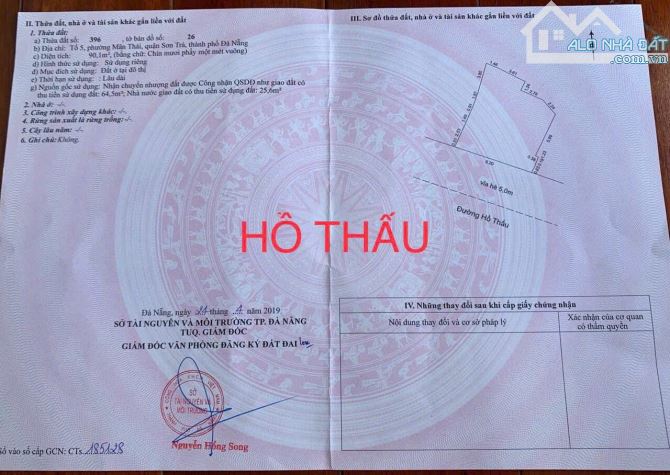 II. Thửa đất, nhà ở và tài sản khác gắn liền với đất
1. Thửa đất:
a) Thửa đất số: 396 , tờ bản đồ số: 26
b) Địa chỉ: Tổ 5, phường Mân Thái, quận Sơn Trà, thành phố Đà Nẵng
c) Diện tích: 90,1m², (bằng chữ: Chín mươi phẩy một mét vuông)
d) Hình thức sử dụng: Sử dụng riêng
đ) Mục đích sử dụng: Đất ở tại đô thị
e) Thời hạn sử dụng: Lâu dài
g) Nguồn gốc sử dụng: Nhận chuyển nhượng đất được Công nhận QSDĐ như giao đất có
thu tiền sử dụng đất: 64,5m²; Nhà nước giao đất có thu tiền sử dụng đất: 25,6m²
2. Nhà ở: -/-
3. Công trình xây dựng khác: -/-
4. Rừng sản xuất là rừng trồng: -/-
5. Cây lâu năm: -/-
6. Ghi chú: Không.
III. Sơ đồ thửa đất, nhà ở và tài sản khác gắn liền với đất
ALO NHÀ ĐẤT
vỉa hè 5,0m
Đường Hồ Thấu
HỒ THẤU
Đà Nẵng, ngày tháng năm 2019
SỞ TÀI NGUYÊN VÀ MÔI TRƯỜNG TP. ĐÀ NẴNG
TUQ. GIÁM ĐỐC
GIÁM ĐỐC VĂN PHÒNG ĐĂNG KÝ ĐẤT ĐAI
SỞ
TÀI NGUYÊN VÀ
MÔI TRƯỜNG
Nguyễn Hồng Song
Số vào sổ cấp GCN: CTs 185128
IV. Những thay đổi sau khi cấp giấy chứng nhận
Nội dung thay đổi và cơ sở pháp lý
Xác nhận của cơ quan
có thẩm quyền